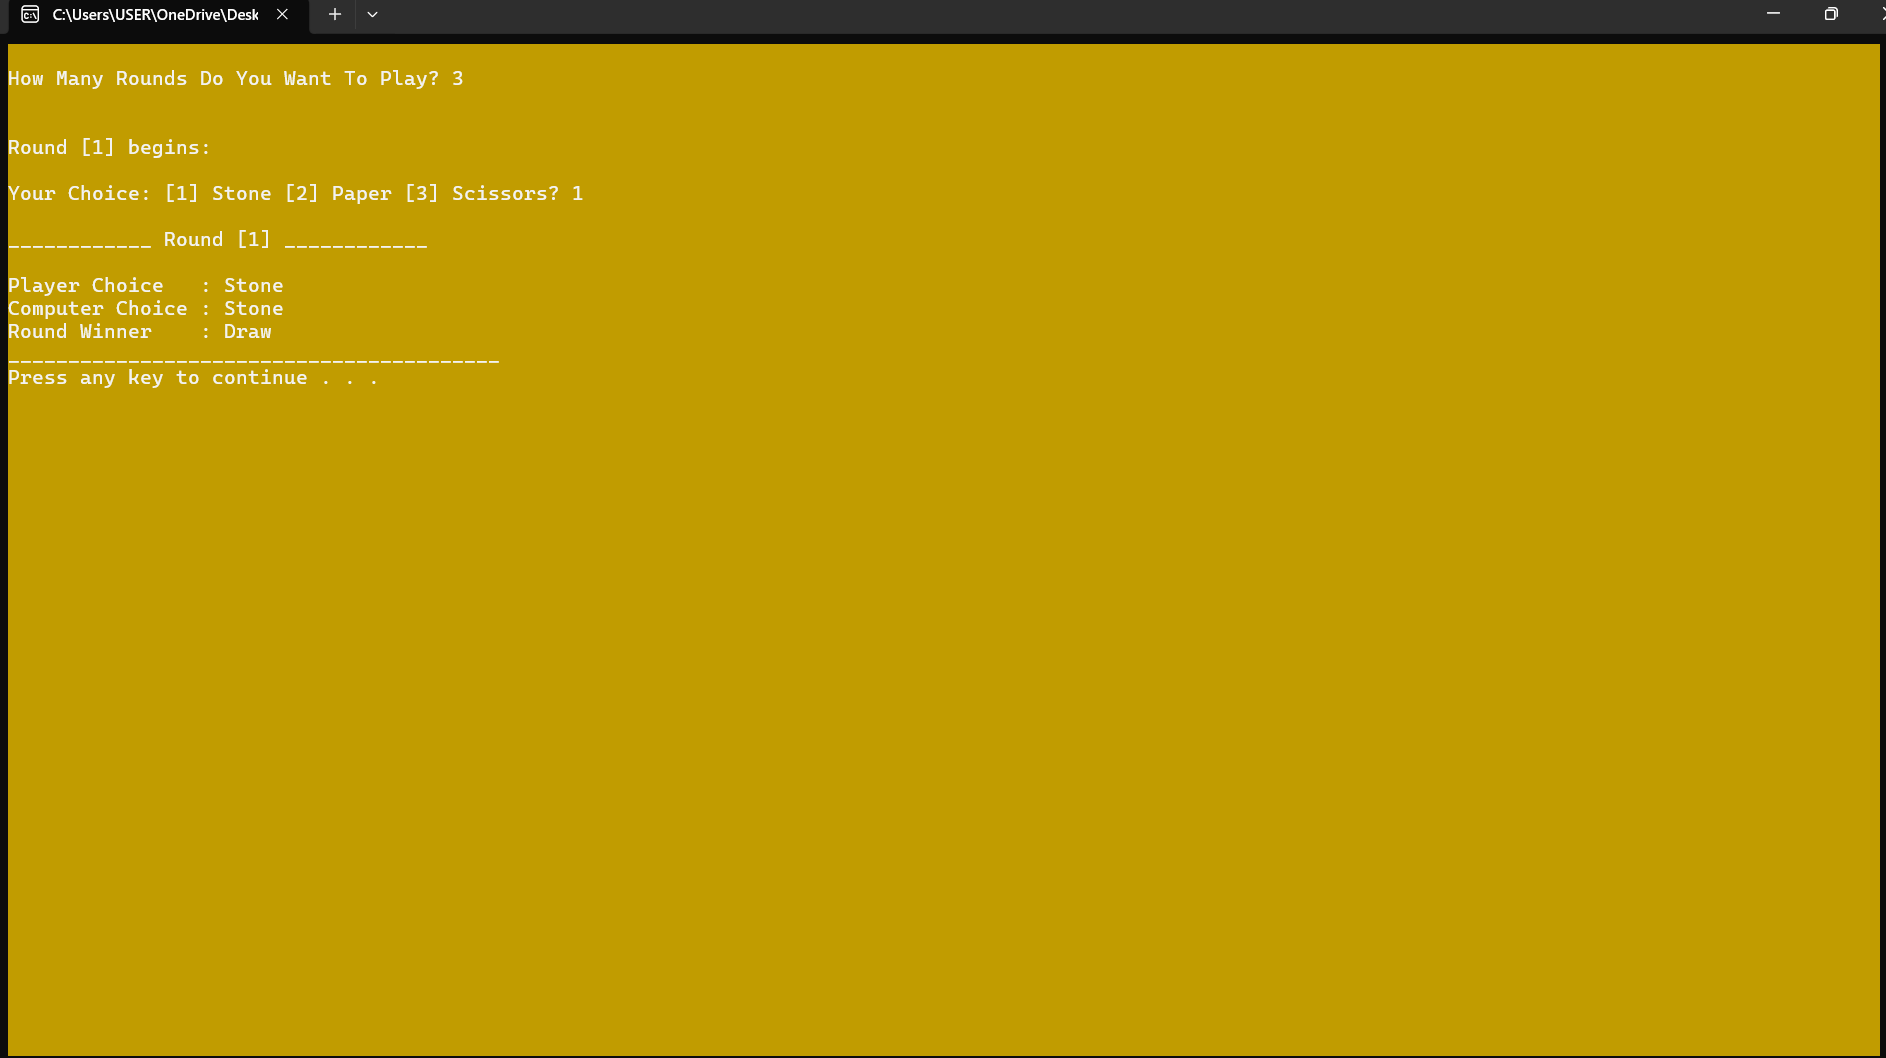 C:\Users\USER\OneDrive\Desk
How Many Rounds Do You Want To Play? 3
Round [1] begins:
Your Choice: [1] Stone [2] Paper [3] Scissors? 1
____________ Round [1] ____________
Player Choice   : Stone
Computer Choice : Stone
Round Winner    : Draw
_________________________________________
Press any key to continue . . .